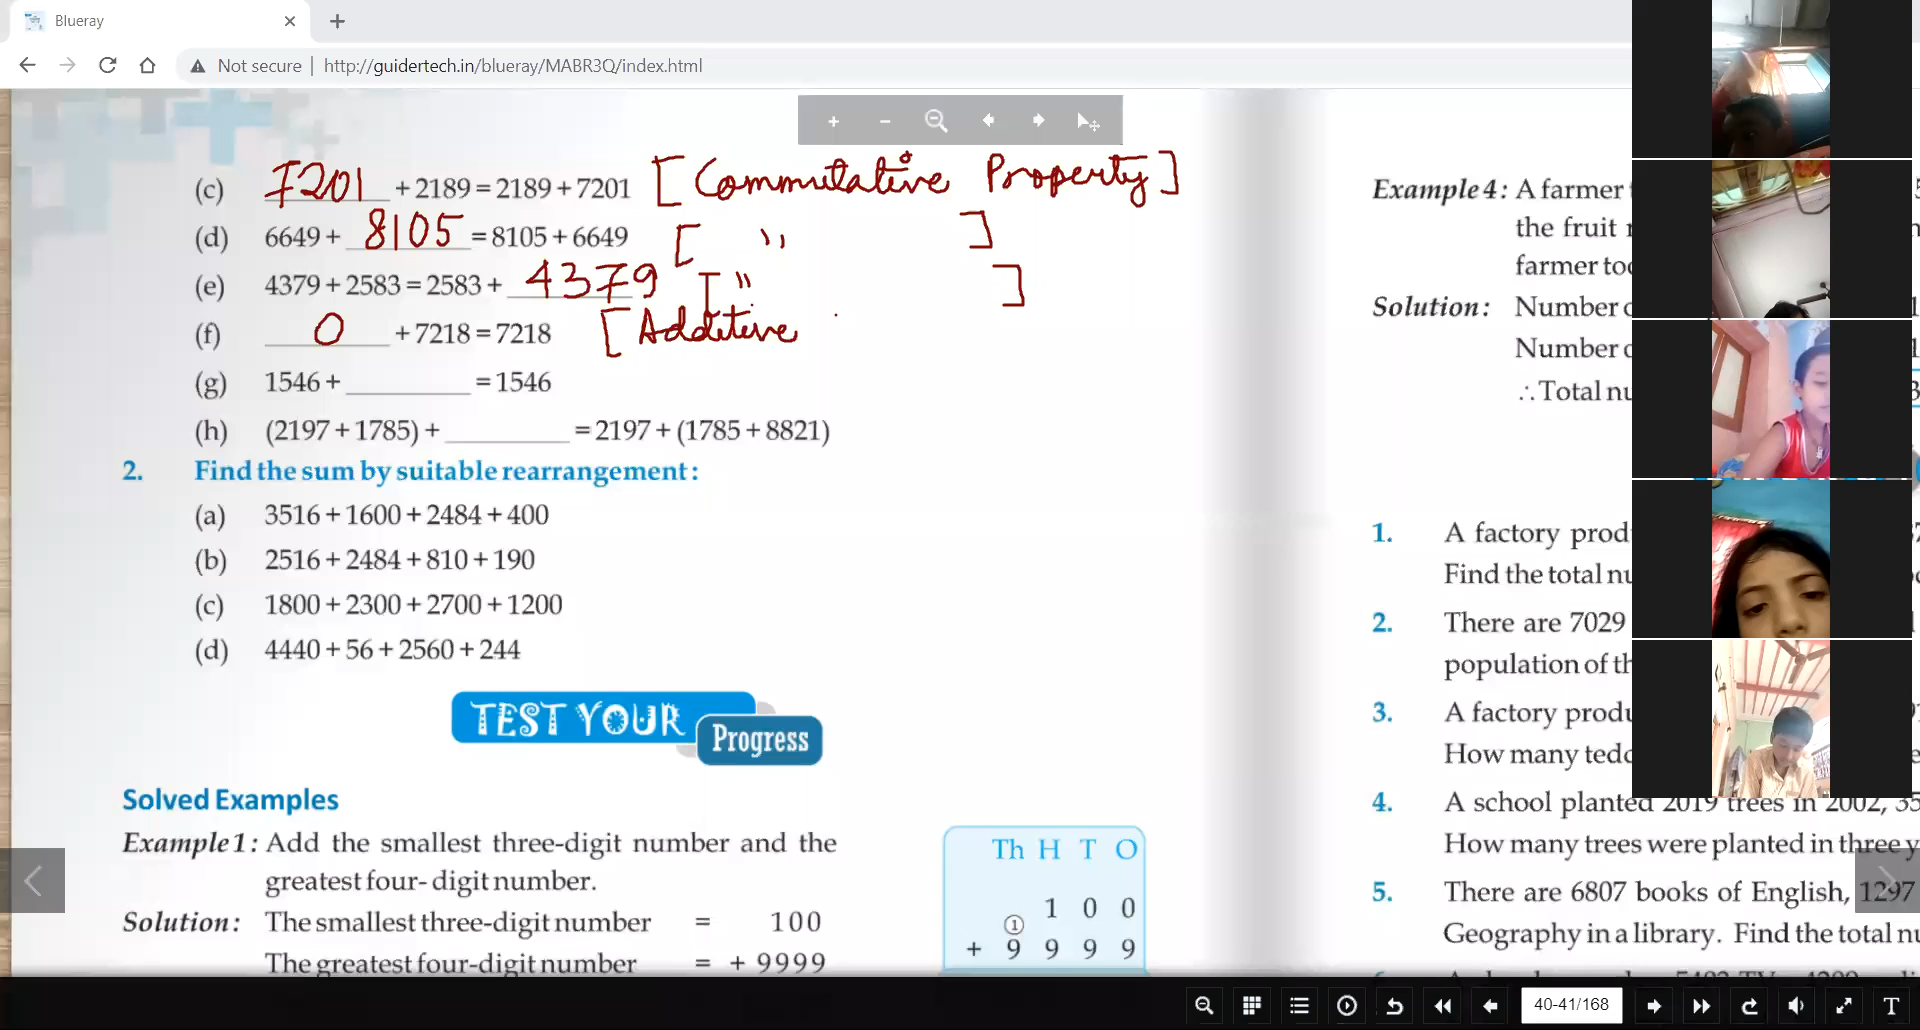 Blueray
Not secure | http://guidertech.in/blueray/MABR3Q/index.html
(c) 7201 + 2189 = 2189 + 7201 [Commutative Property]
(d) 6649 + 8105 = 8105 + 6649 [ " ]
(e) 4379 + 2583 = 2583 + 4379 [ " ]
(f) 0 + 7218 = 7218 [Additive
(g) 1546 + ________ = 1546
(h) (2197 + 1785) + ________ = 2197 + (1785 + 8821)
2. Find the sum by suitable rearrangement :
(a) 3516 + 1600 + 2484 + 400
(b) 2516 + 2484 + 810 + 190
(c) 1800 + 2300 + 2700 + 1200
(d) 4440 + 56 + 2560 + 244
TEST YOUR
Progress
Solved Examples
Example 1 : Add the smallest three-digit number and the
greatest four- digit number.
Solution : The smallest three-digit number = 100
The greatest four-digit number = + 9999
Th H T O
1 0 0
1
+ 9 9 9 9
Example 4 : A farmer
the fruit
farmer
Solution : Number
Number
∴ Total
1. A factory
Find the total
2. There are 7029
population of
3. A factory
How many
4. A school planted 2019 trees in 2002,
How many trees were planted in three
5. There are 6807 books of English, 1297
Geography in a library. Find the total
40-41/168
T